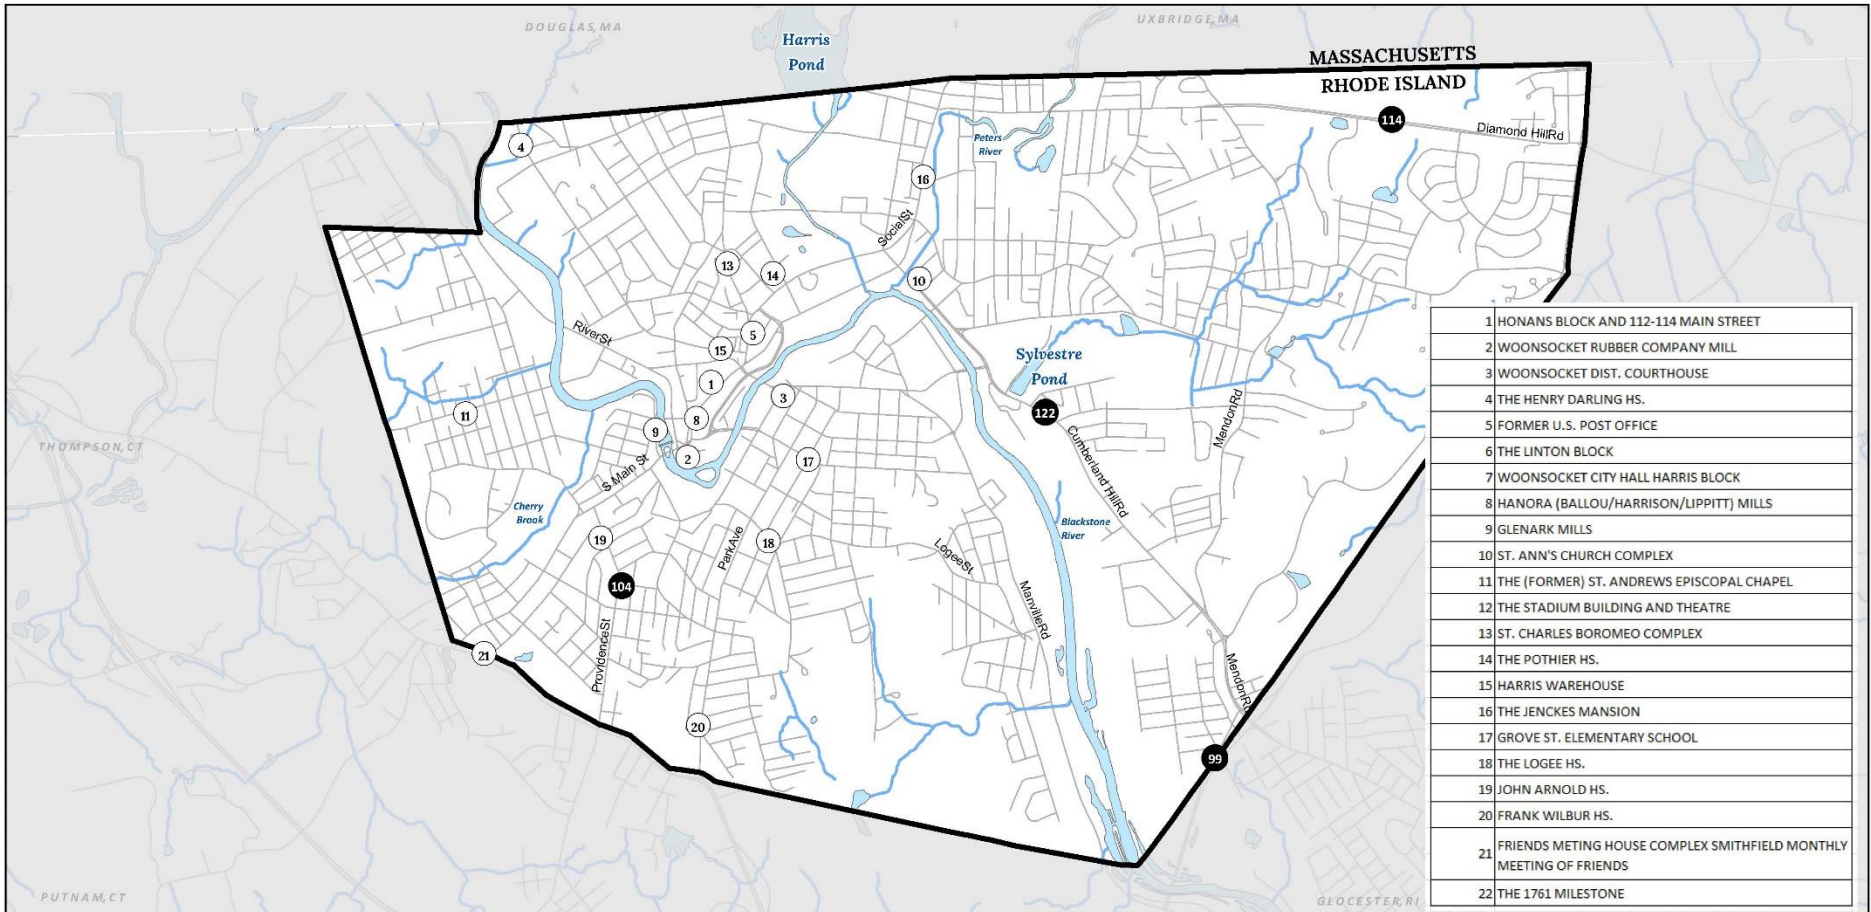 DOUGLAS,MA
UXBRIDGE,MA
Harris
Pond
MASSACHUSETTS
RHODE ISLAND
114
Diamond HillRd
4
Peters
River
16
SocialSt
13
14
10
RiverSt
5
15
Sylvestre
Pond
1
3
122
11
8
9
MendonRd
THOMPSON,CT
2
17
S Main St
Cumberland HillRd
Cherry
Brook
Blackstone
River
19
18
ParkAve
LogeeSt
104
ManvilleRd
ProvidenceSt
21
MendonRd
20
99
PUTNAM,CT
GLOCESTER,RI
1 HONANS BLOCK AND 112-114 MAIN STREET
2 WOONSOCKET RUBBER COMPANY MILL
3 WOONSOCKET DIST. COURTHOUSE
4 THE HENRY DARLING HS.
5 FORMER U.S. POST OFFICE
6 THE LINTON BLOCK
7 WOONSOCKET CITY HALL HARRIS BLOCK
8 HANORA (BALLOU/HARRISON/LIPPITT) MILLS
9 GLENARK MILLS
10 ST. ANN'S CHURCH COMPLEX
11 THE (FORMER) ST. ANDREWS EPISCOPAL CHAPEL
12 THE STADIUM BUILDING AND THEATRE
13 ST. CHARLES BOROMEO COMPLEX
14 THE POTHIER HS.
15 HARRIS WAREHOUSE
16 THE JENCKES MANSION
17 GROVE ST. ELEMENTARY SCHOOL
18 THE LOGEE HS.
19 JOHN ARNOLD HS.
20 FRANK WILBUR HS.
21 FRIENDS METING HOUSE COMPLEX SMITHFIELD MONTHLY
MEETING OF FRIENDS
22 THE 1761 MILESTONE